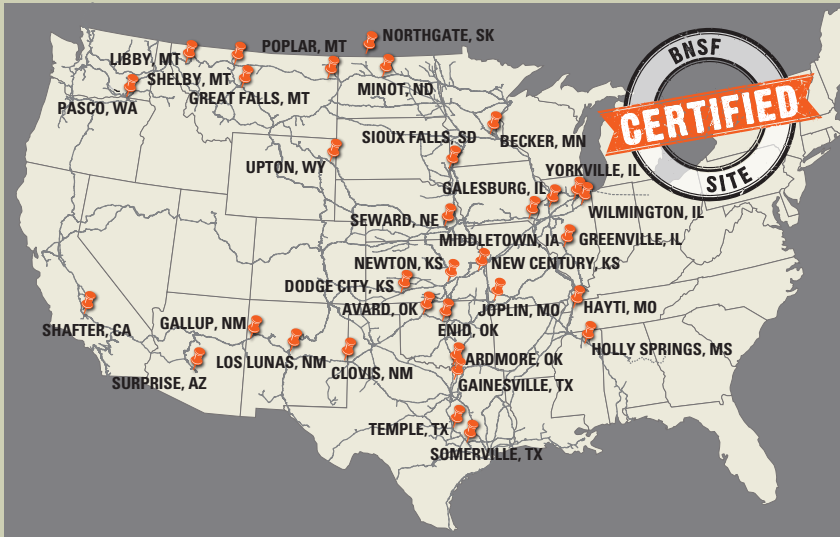 NORTHGATE, SK
POPLAR, MT
LIBBY, MT
SHELBY, MT
GREAT FALLS, MT
MINOT, ND
PASCO, WA
BNSF
CERTIFIED
SITE
SIOUX FALLS, SD
BECKER, MN
UPTON, WY
YORKVILLE, IL
GALESBURG, IL
WILMINGTON, IL
SEWARD, NE
MIDDLETOWN, IA
GREENVILLE, IL
NEWTON, KS
NEW CENTURY, KS
DODGE CITY, KS
AVARD, OK
JOPLIN, MO
HAYTI, MO
SHAFTER, CA
GALLUP, NM
ENID, OK
HOLLY SPRINGS, MS
LOS LUNAS, NM
CLOVIS, NM
ARDMORE, OK
SURPRISE, AZ
GAINESVILLE, TX
TEMPLE, TX
SOMERVILLE, TX